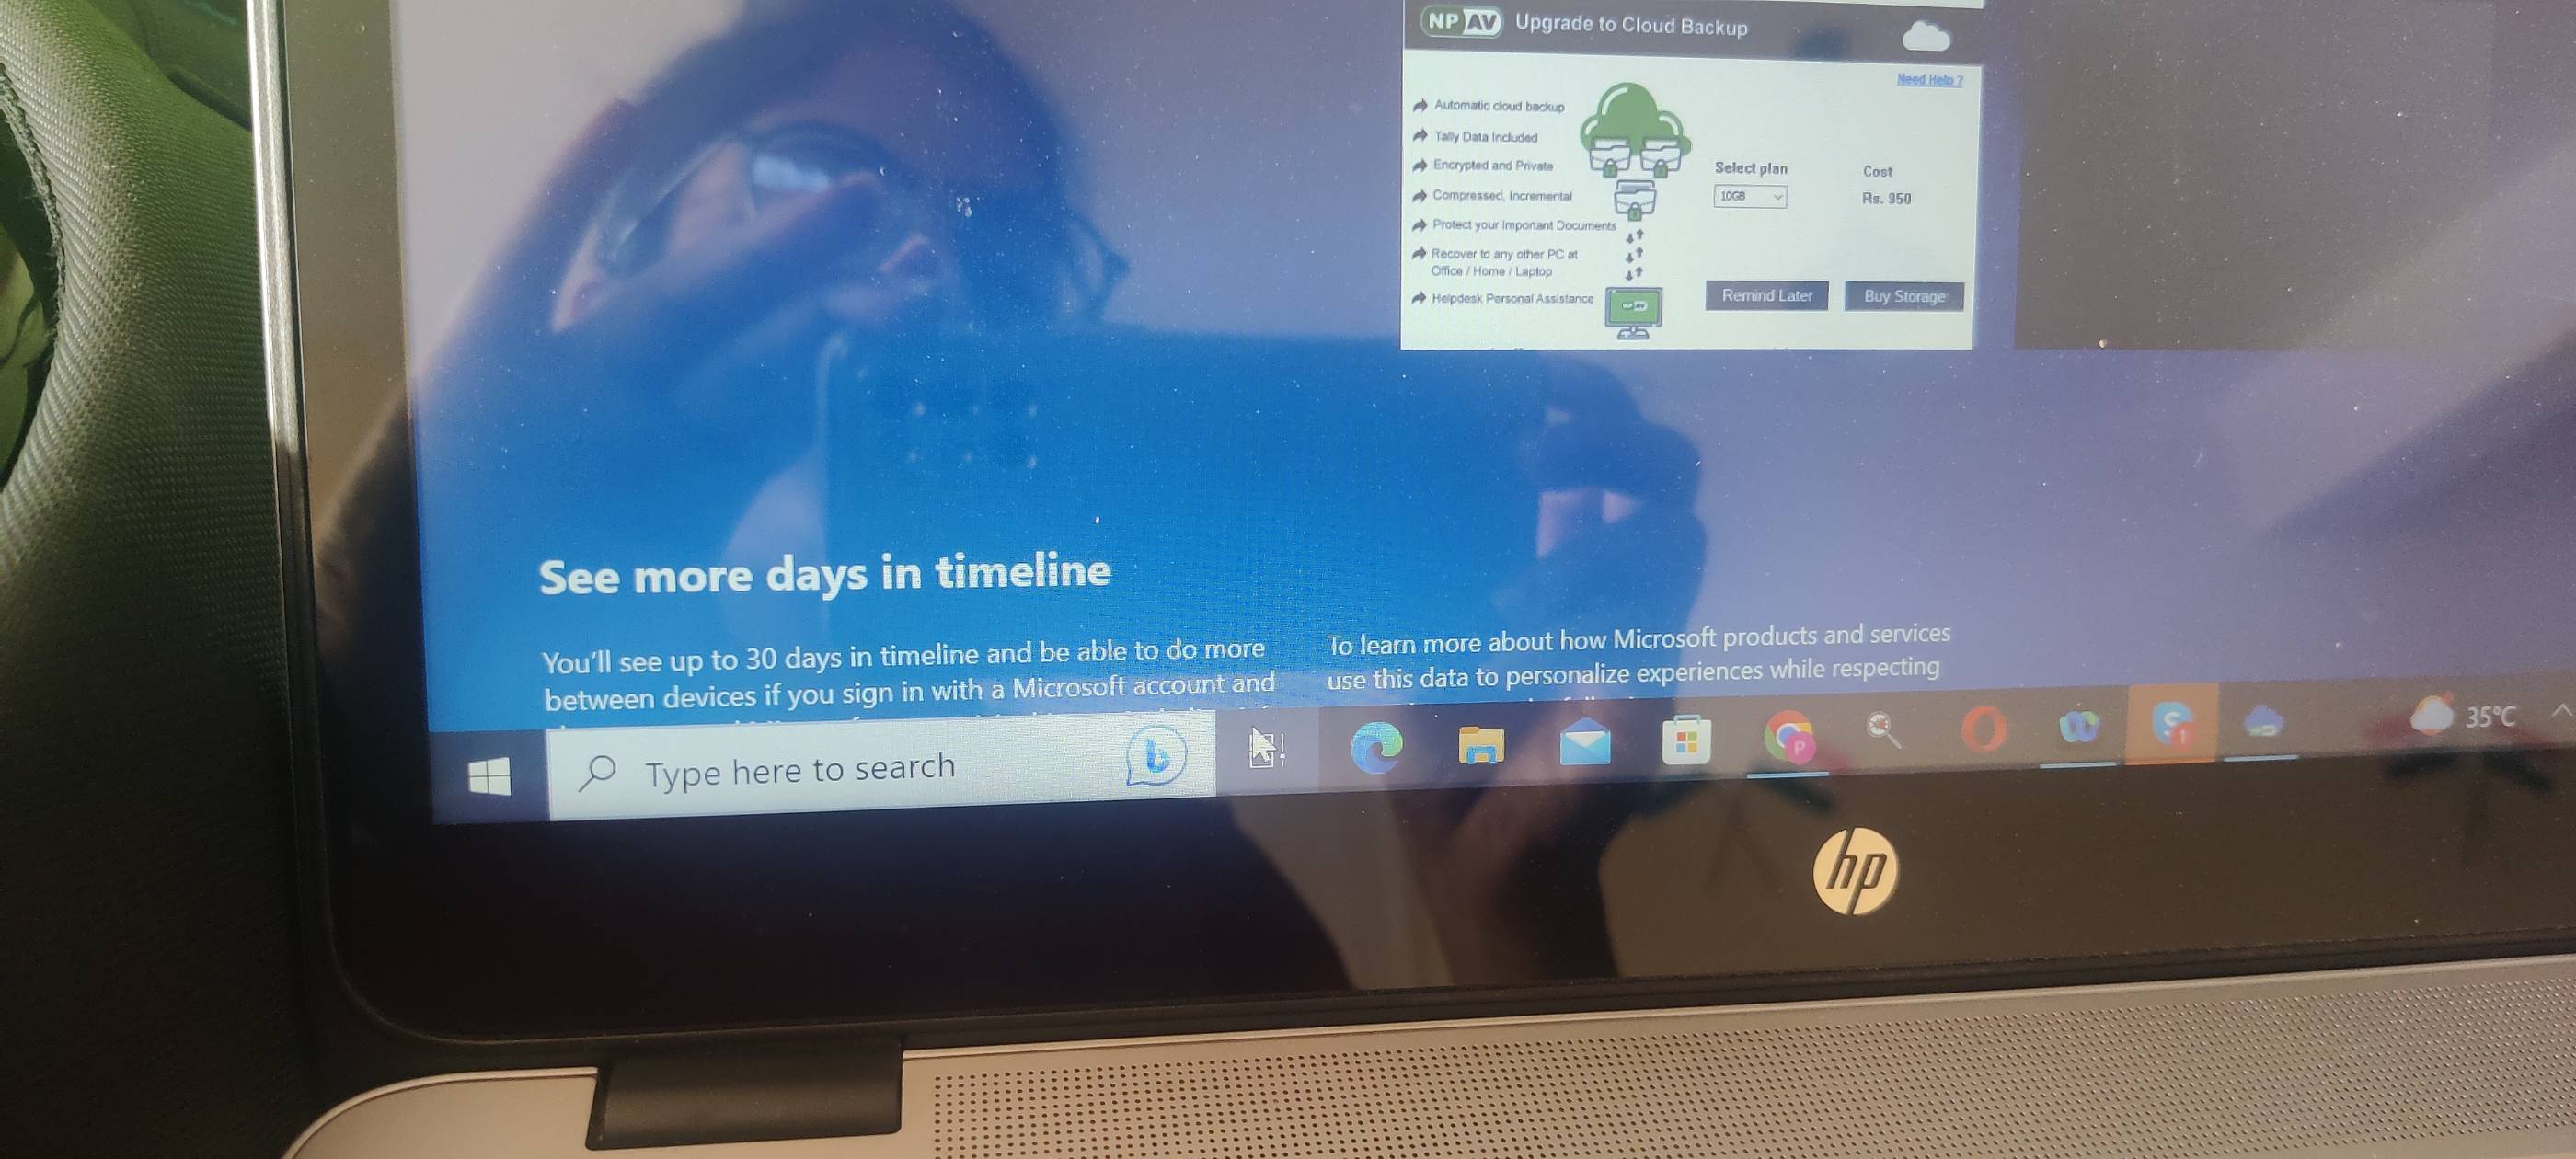 NP AV Upgrade to Cloud Backup
Need Help ?
Automatic cloud backup
Tally Data Included
Encrypted and Private
Compressed, Incremental
Protect your Important Documents
Recover to any other PC at
Office / Home / Laptop
Helpdesk Personal Assistance
Select plan
Cost
10GB
Rs. 950
Remind Later
Buy Storage
See more days in timeline
You'll see up to 30 days in timeline and be able to do more
between devices if you sign in with a Microsoft account and
To learn more about how Microsoft products and services
use this data to personalize experiences while respecting
Type here to search
P
S
1
35°C
hp